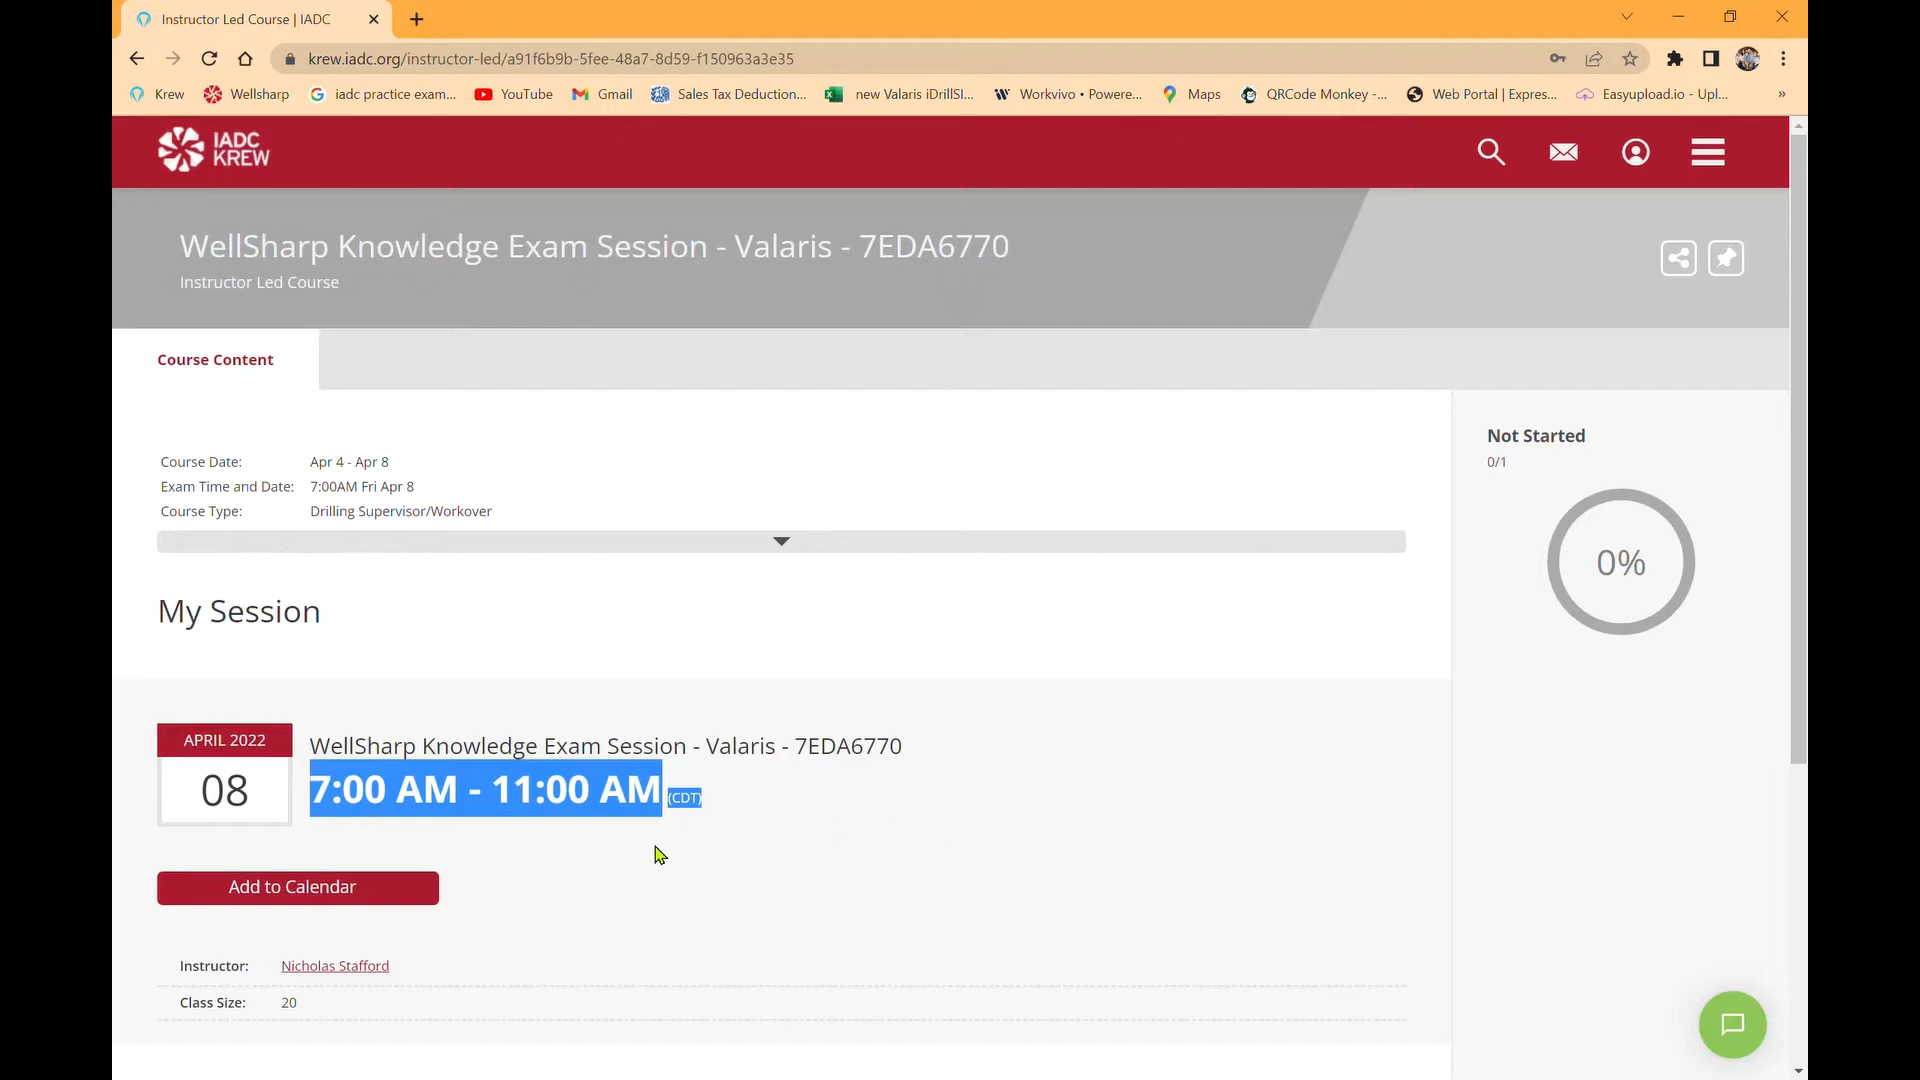 Instructor Led Course | IADC
krew.iadc.org/instructor-led/a91f6b9b-5fee-48a7-8d59-f150963a3e35
Krew Wellsharp iadc practice exam... YouTube Gmail Sales Tax Deduction... new Valaris iDrillSI... Workvivo • Powere... Maps QRCode Monkey -... Web Portal | Expres... Easyupload.io - Upl... »
IADC
KREW
WellSharp Knowledge Exam Session - Valaris - 7EDA6770
Instructor Led Course
Course Content
Course Date: Apr 4 - Apr 8
Exam Time and Date: 7:00AM Fri Apr 8
Course Type: Drilling Supervisor/Workover
Not Started
0/1
0%
My Session
APRIL 2022
08
WellSharp Knowledge Exam Session - Valaris - 7EDA6770
7:00 AM - 11:00 AM (CDT)
Add to Calendar
Instructor: Nicholas Stafford
Class Size: 20